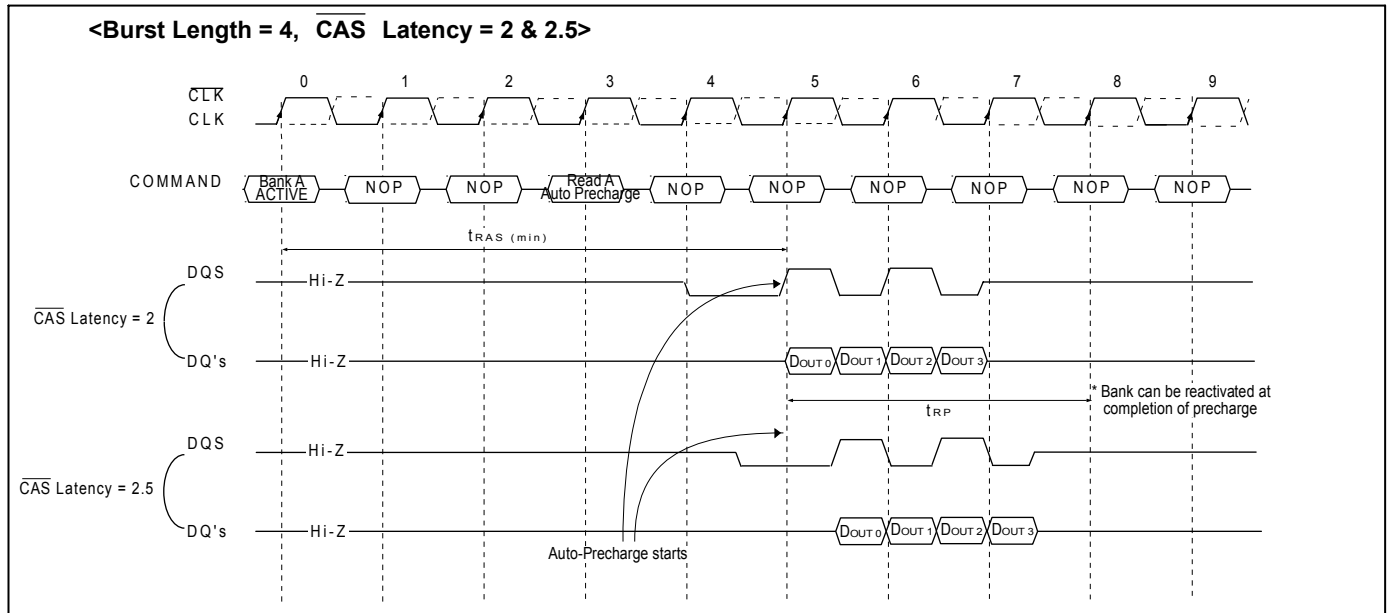 <Burst Length = 4, CAS Latency = 2 & 2.5>
0 1 2 3 4 5 6 7 8 9
CLK
CLK
COMMAND
Bank A
ACTIVE
NOP
NOP
Read A
Auto Precharge
NOP
NOP
NOP
NOP
NOP
NOP
tRAS (min)
DQS
Hi-Z
CAS Latency = 2
DQ's
Hi-Z
DOUT 0 DOUT 1 DOUT 2 DOUT 3
* Bank can be reactivated at
completion of precharge
tRP
DQS
Hi-Z
CAS Latency = 2.5
DQ's
Hi-Z
DOUT 0 DOUT 1 DOUT 2 DOUT 3
Auto-Precharge starts